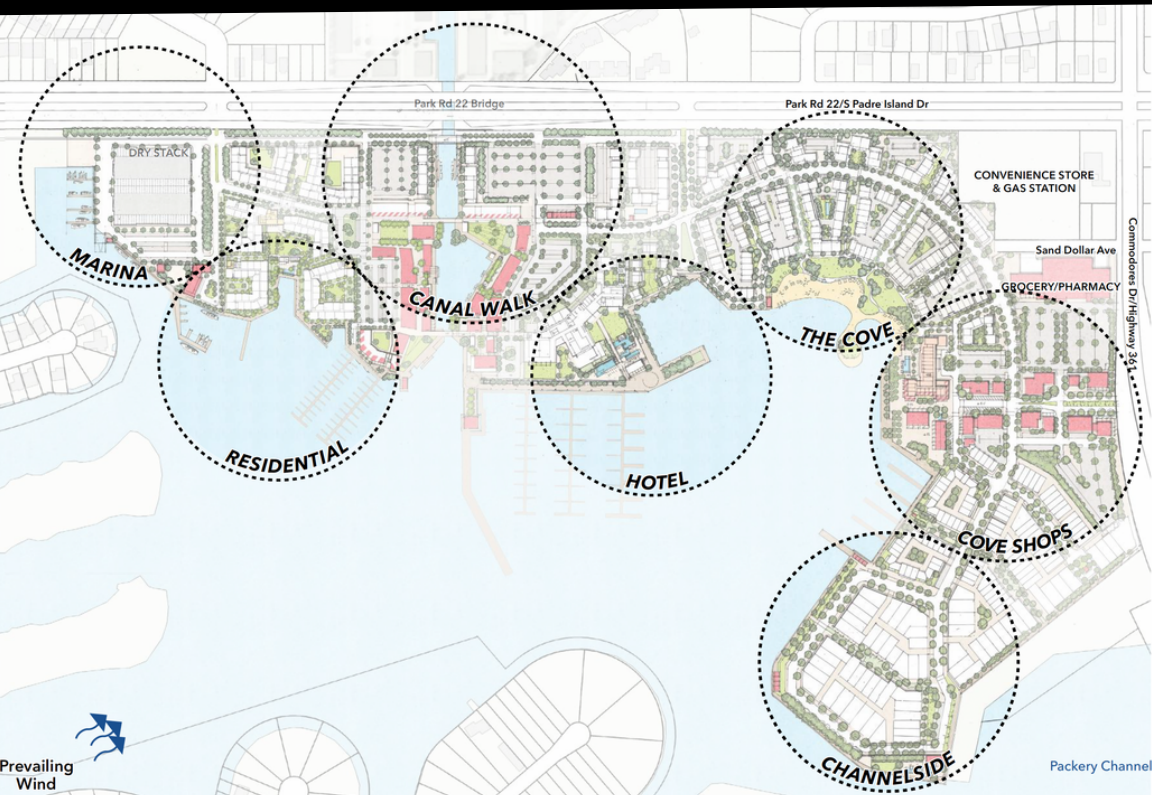 Park Rd 22 Bridge
Park Rd 22/S Padre Island Dr
DRY STACK
CONVENIENCE STORE
& GAS STATION
Sand Dollar Ave
Commodores Dr/Highway 361
GROCERY/PHARMACY
MARINA
CANAL WALK
THE COVE
RESIDENTIAL
HOTEL
COVE SHOPS
CHANNELSIDE
Prevailing
Wind
Packery Channel